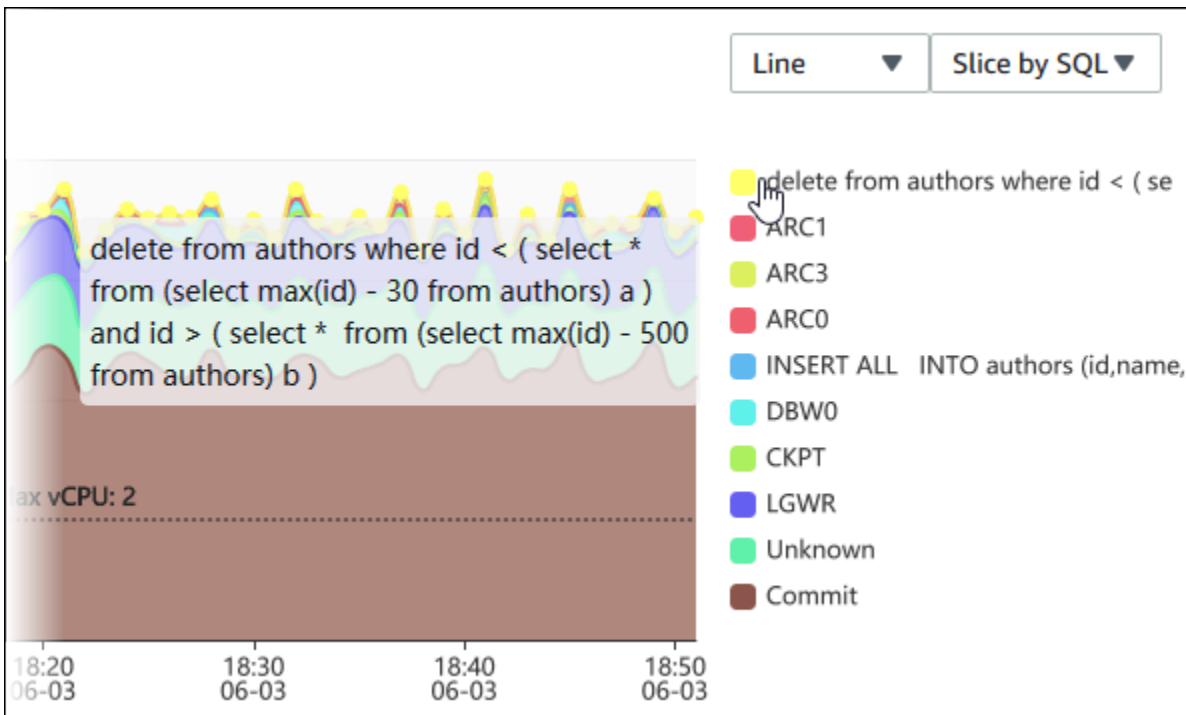 Line
Slice by SQL
delete from authors where id < ( se
ARC1
ARC3
ARC0
INSERT ALL INTO authors (id,name,
DBW0
CKPT
LGWR
Unknown
Commit
delete from authors where id < ( select *
from (select max(id) - 30 from authors) a )
and id > ( select * from (select max(id) - 500
from authors) b )
ax vCPU: 2
18:20 18:30 18:40 18:50
06-03 06-03 06-03 06-03